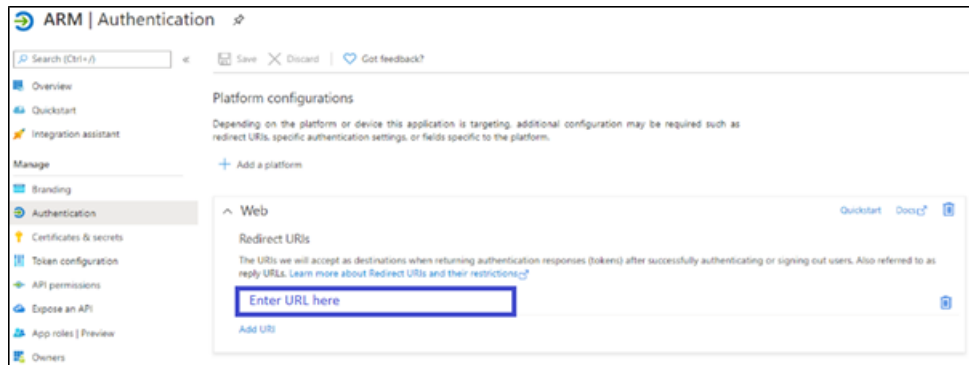 ARM | Authentication
Search (Ctrl+/)
«
Save
Discard
Got feedback?
Overview
Quickstart
Integration assistant
Manage
Branding
Authentication
Certificates & secrets
Token configuration
API permissions
Expose an API
App roles | Preview
Owners
Platform configurations
Depending on the platform or device this application is targeting, additional configuration may be required such as
redirect URIs, specific authentication settings, or fields specific to the platform.
+ Add a platform
Web
Quickstart
Docs
Redirect URIs
The URIs we will accept as destinations when returning authentication responses (tokens) after successfully authenticating or signing out users. Also referred to as
reply URLs. Learn more about Redirect URIs and their restrictions
Enter URL here
Add URI